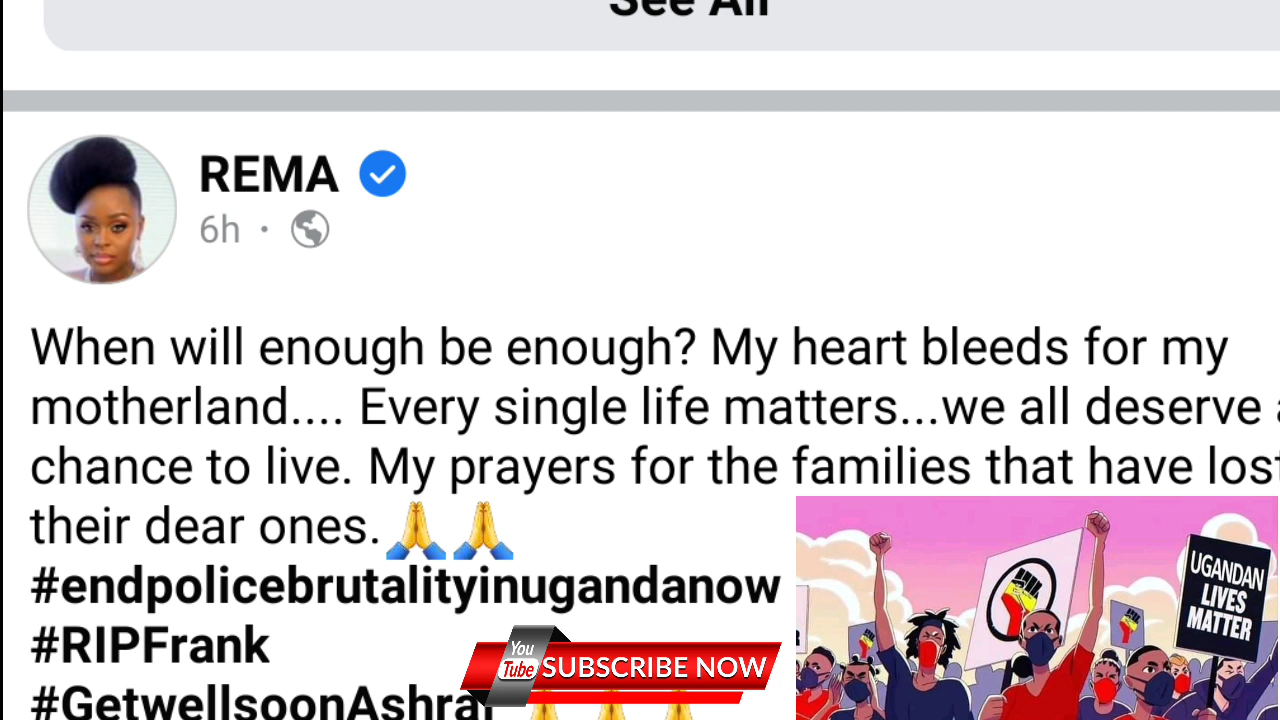 See All
REMA
6h ·
When will enough be enough? My heart bleeds for my
motherland.... Every single life matters...we all deserve
chance to live. My prayers for the families that have lost
their dear ones. 🙏🙏
#endpolicebrutalityinugandanow
#RIPFrank
#GetwellsoonAshraf
You
Tube
SUBSCRIBE NOW
UGANDAN
LIVES
MATTER